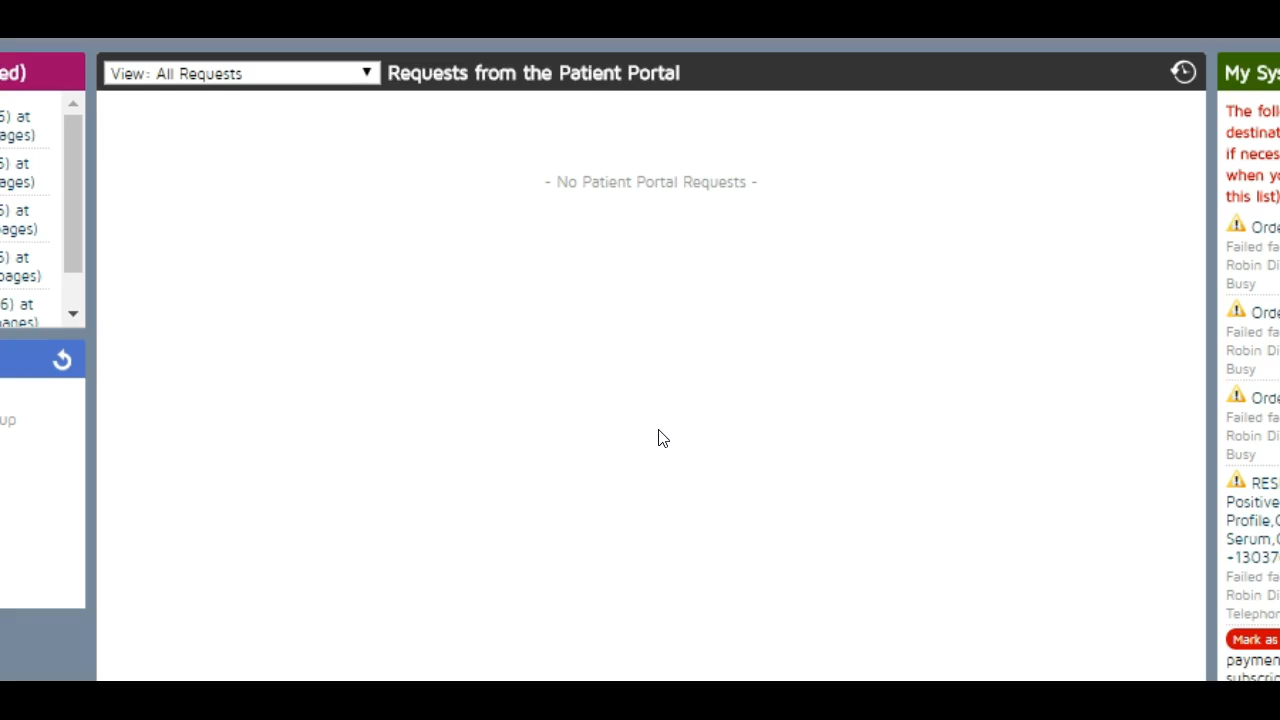 ed)
5) at
ages)
5) at
ages)
5) at
ages)
5) at
pages)
6) at
pages)
up
View: All Requests
Requests from the Patient Portal
- No Patient Portal Requests -
My Sys
The foll
destinat
if neces
when yo
this list)
Orde
Failed fa
Robin Di
Busy
Orde
Failed fa
Robin Di
Busy
Orde
Failed fa
Robin Di
Busy
RES
Positive
Profile,C
Serum,C
-13037
Failed fa
Robin Di
Telephon
Mark as
paymen
subscrip